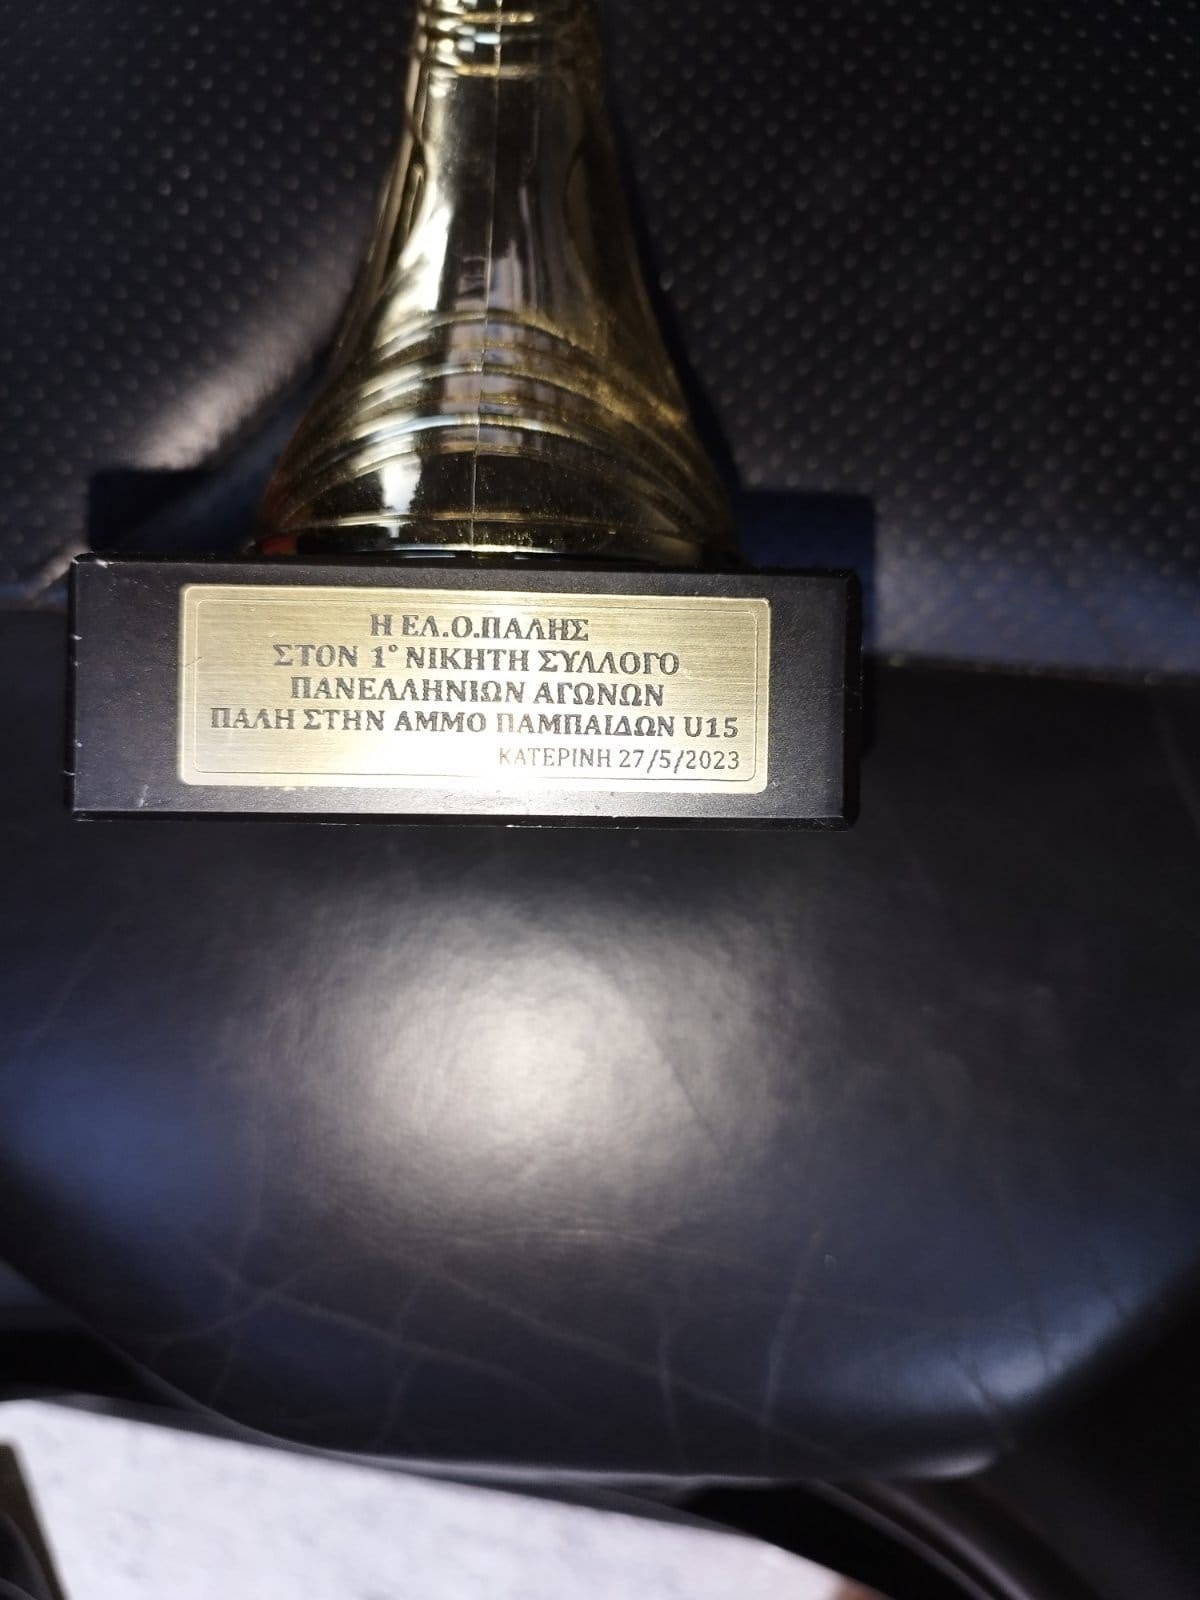 Η ΕΛ.Ο.ΠΑΛΗΣ
ΣΤΟΝ 1° ΝΙΚΗΤΗ ΣΥΛΛΟΓΟ
ΠΑΝΕΛΛΗΝΙΩΝ ΑΓΩΝΩΝ
ΠΑΛΗ ΣΤΗΝ ΑΜΜΟ ΠΑΜΠΑΙΔΩΝ U15
ΚΑΤΕΡΙΝΗ 27/5/2023